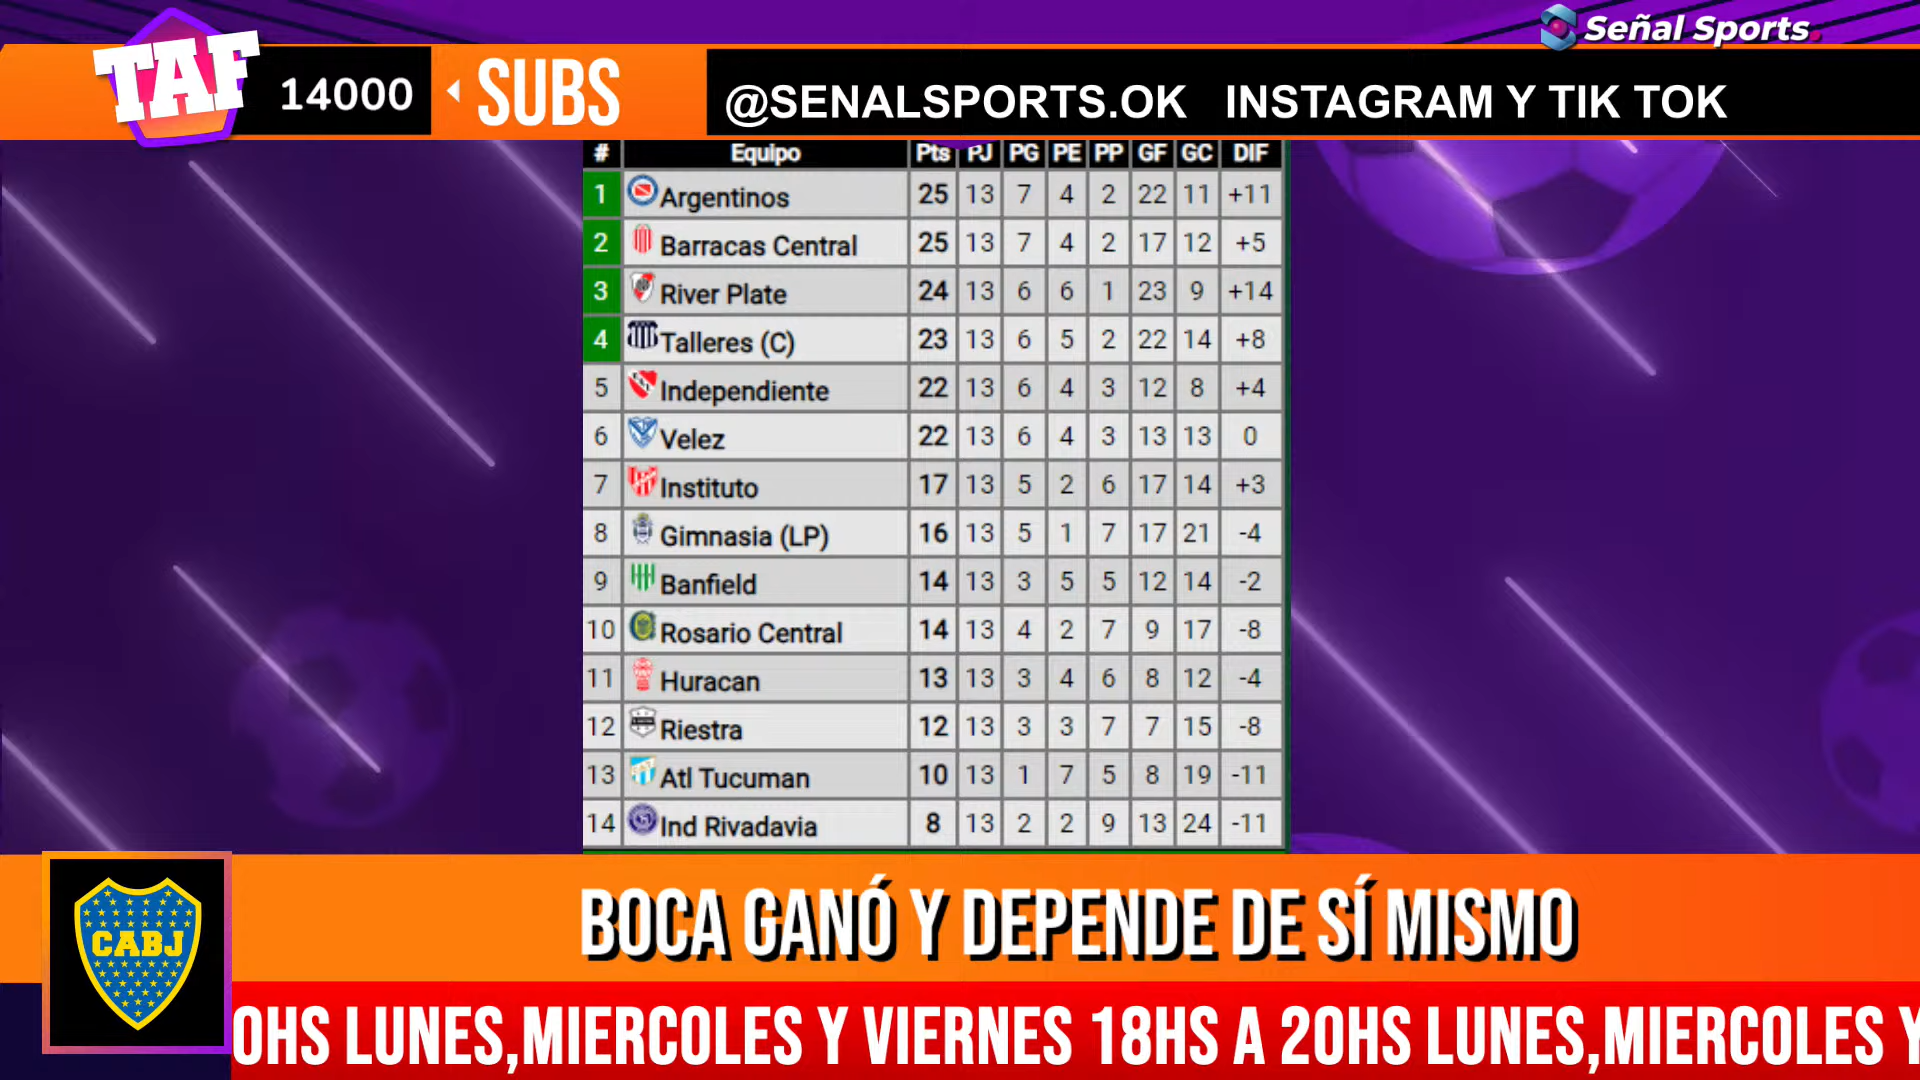 TAF
14000
SUBS
Señal Sports.
@SENALSPORTS.OK INSTAGRAM Y TIK TOK
# Equipo Pts PJ PG PE PP GF GC DIF
1 Argentinos 25 13 7 4 2 22 11 +11
2 Barracas Central 25 13 7 4 2 17 12 +5
3 River Plate 24 13 6 6 1 23 9 +14
4 Talleres (C) 23 13 6 5 2 22 14 +8
5 Independiente 22 13 6 4 3 12 8 +4
6 Velez 22 13 6 4 3 13 13 0
7 Instituto 17 13 5 2 6 17 14 +3
8 Gimnasia (LP) 16 13 5 1 7 17 21 -4
9 Banfield 14 13 3 5 5 12 14 -2
10 Rosario Central 14 13 4 2 7 9 17 -8
11 Huracan 13 13 3 4 6 8 12 -4
12 Riestra 12 13 3 3 7 7 15 -8
13 Atl Tucuman 10 13 1 7 5 8 19 -11
14 Ind Rivadavia 8 13 2 2 9 13 24 -11
CABJ
BOCA GANÓ Y DEPENDE DE SÍ MISMO
0HS LUNES,MIERCOLES Y VIERNES 18HS A 20HS LUNES,MIERCOLES Y